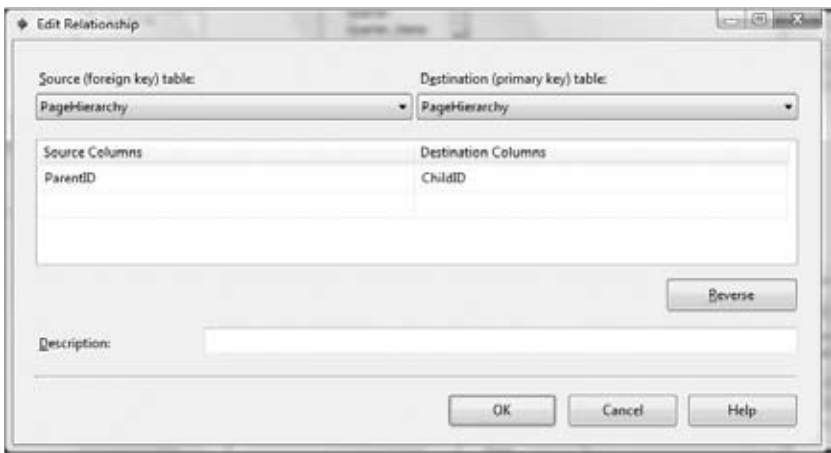 Edit Relationship
Source (foreign key) table:
Destination (primary key) table:
PageHierarchy
PageHierarchy
Source Columns
Destination Columns
ParentID
ChildID
Reverse
Description:
OK
Cancel
Help